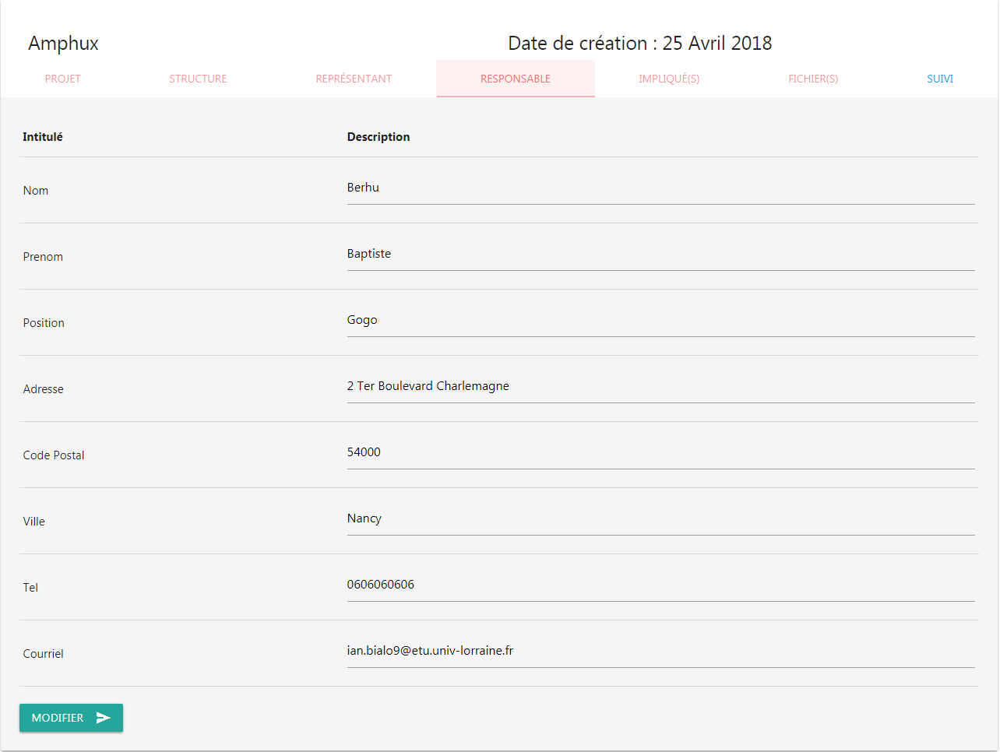 Amphux
Date de création : 25 Avril 2018
PROJET STRUCTURE REPRÉSENTANT RESPONSABLE IMPLIQUÉ(S) FICHIER(S) SUIVI
Intitulé Description
Nom Berhu
Prenom Baptiste
Position Gogo
Adresse 2 Ter Boulevard Charlemagne
Code Postal 54000
Ville Nancy
Tel 0606060606
Courriel ian.bialo9@etu.univ-lorraine.fr
MODIFIER